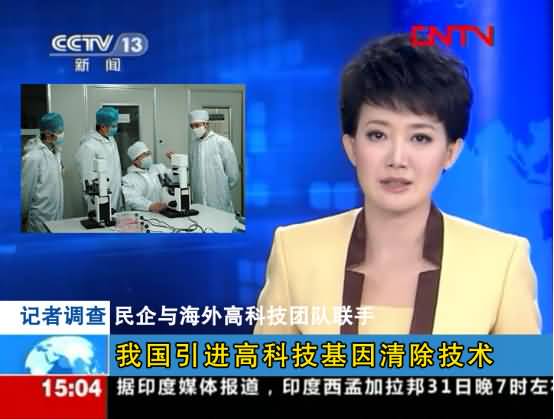 CCTV 13
新闻
CNTV
记者调查 民企与海外高科技团队联手
我国引进高科技基因清除技术
15:04 据印度媒体报道，印度西孟加拉邦31日晚7时左